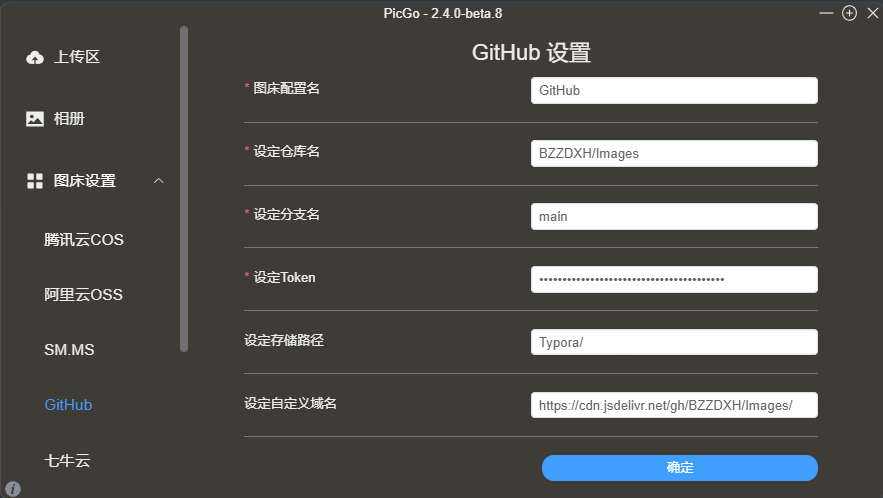 PicGo - 2.4.0-beta.8
上传区
相册
图床设置
腾讯云COS
阿里云OSS
SM.MS
GitHub
七牛云
GitHub 设置
* 图床配置名
GitHub
* 设定仓库名
BZZDXH/Images
* 设定分支名
main
* 设定Token
••••••••••••••••••••••••••••••••••••••••
设定存储路径
Typora/
设定自定义域名
https://cdn.jsdelivr.net/gh/BZZDXH/Images/
确定